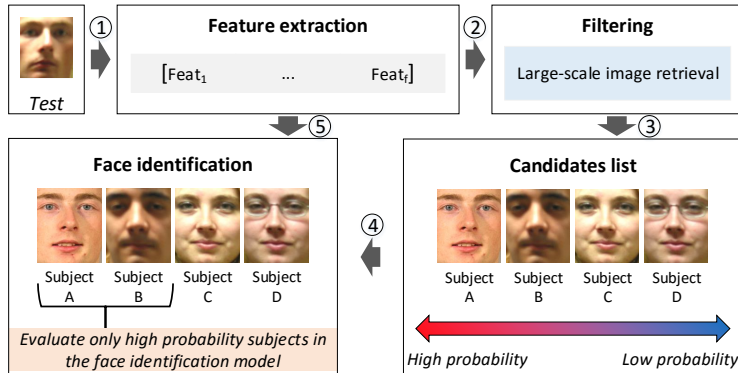 Test
①
Feature extraction
[Feat1 ... Featf]
②
Filtering
Large-scale image retrieval
③
Candidates list
Subject A
Subject B
Subject C
Subject D
High probability
Low probability
④
⑤
Face identification
Subject A
Subject B
Subject C
Subject D
Evaluate only high probability subjects in
the face identification model